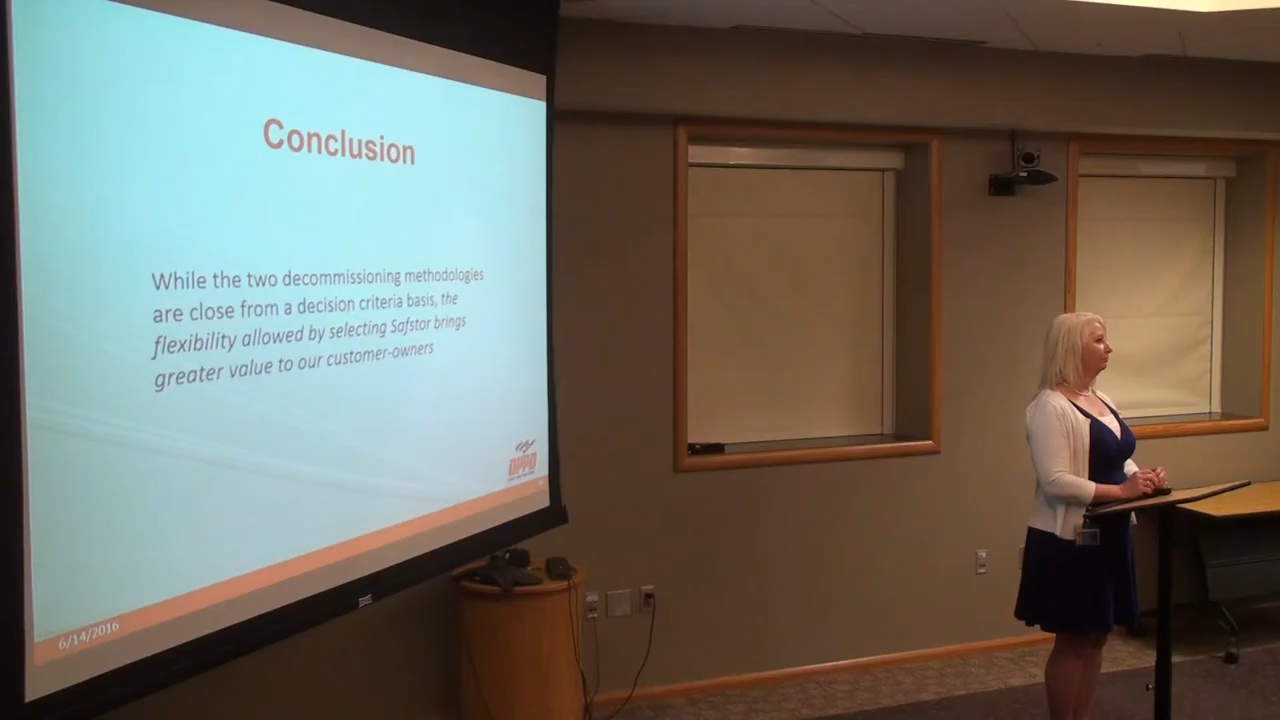 Conclusion
While the two decommissioning methodologies
are close from a decision criteria basis, the
flexibility allowed by selecting Safstor brings
greater value to our customer-owners
OPPD
6/14/2016